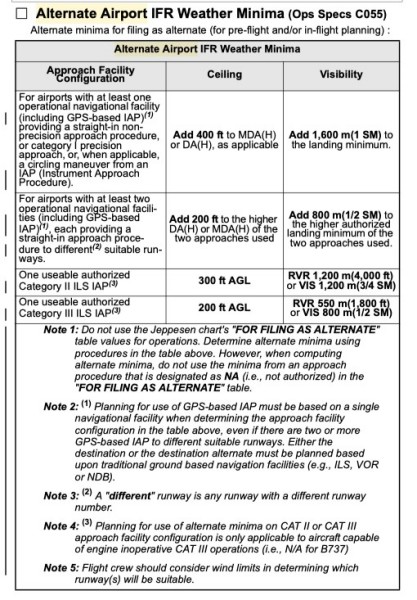 ☐ Alternate Airport IFR Weather Minima (Ops Specs C055)
Alternate minima for filing as alternate (for pre-flight and/or in-flight planning) :
Alternate Airport IFR Weather Minima
Approach Facility
Configuration
Ceiling
Visibility
For airports with at least one
operational navigational facility
(including GPS-based IAP)(1)
providing a straight-in non-
precision approach procedure,
or category I precision
approach, or, when applicable,
a circling maneuver from an
IAP (Instrument Approach
Procedure).
Add 400 ft to MDA(H)
or DA(H), as applicable
Add 1,600 m(1 SM) to
the landing minimum.
For airports with at least two
operational navigational facili-
ties (including GPS-based
IAP)(1), each providing a
straight-in approach proce-
dure to different(2) suitable run-
ways.
Add 200 ft to the higher
DA(H) or MDA(H) of the
two approaches used
Add 800 m(1/2 SM) to
the higher authorized
landing minimum of the
two approaches used.
One useable authorized
Category II ILS IAP(3)
300 ft AGL
RVR 1,200 m(4,000 ft)
or VIS 1,200 m(3/4 SM)
One useable authorized
Category III ILS IAP(3)
200 ft AGL
RVR 550 m(1,800 ft)
or VIS 800 m(1/2 SM)
Note 1: Do not use the Jeppesen chart's "FOR FILING AS ALTERNATE"
table values for operations. Determine alternate minima using
procedures in the table above. However, when computing
alternate minima, do not use the minima from an approach
procedure that is designated as NA (i.e., not authorized) in the
"FOR FILING AS ALTERNATE" table.
Note 2: (1) Planning for use of GPS-based IAP must be based on a single
navigational facility when determining the approach facility
configuration in the table above, even if there are two or more
GPS-based IAP to different suitable runways. Either the
destination or the destination alternate must be planned based
upon traditional ground based navigation facilities (e.g., ILS, VOR
or NDB).
Note 3: (2) A "different" runway is any runway with a different runway
number.
Note 4: (3) Planning for use of alternate minima on CAT II or CAT III
approach facility configuration is only applicable to aircraft capable
of engine inoperative CAT III operations (i.e., N/A for B737)
Note 5: Flight crew should consider wind limits in determining which
runway(s) will be suitable.